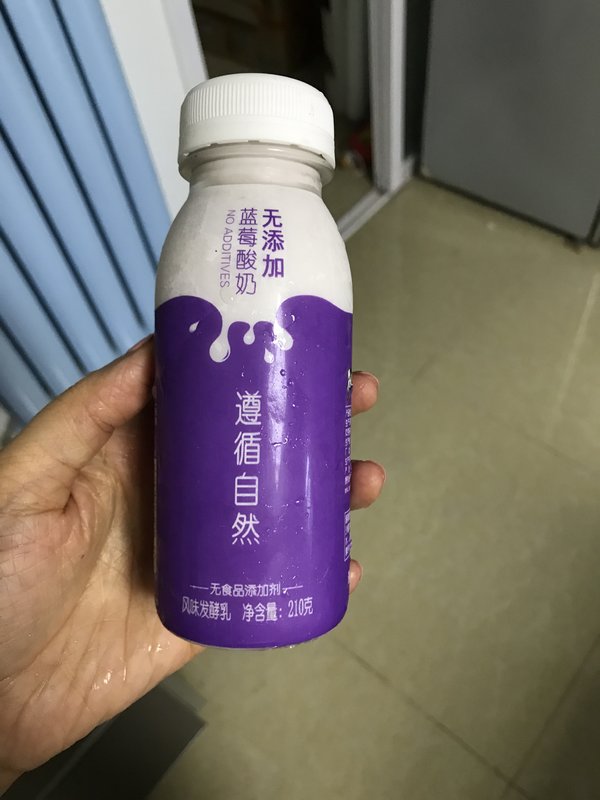 无添加
蓝莓酸奶
NO ADDITIVES
遵循自然
无食品添加剂
风味发酵乳 净含量：210克